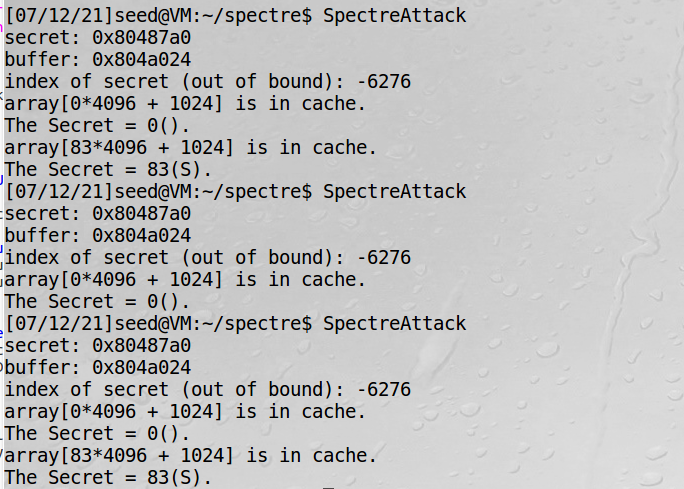 [07/12/21]seed@VM:~/spectre$ SpectreAttack
secret: 0x80487a0
buffer: 0x804a024
index of secret (out of bound): -6276
array[0*4096 + 1024] is in cache.
The Secret = 0().
array[83*4096 + 1024] is in cache.
The Secret = 83(S).
[07/12/21]seed@VM:~/spectre$ SpectreAttack
secret: 0x80487a0
buffer: 0x804a024
index of secret (out of bound): -6276
array[0*4096 + 1024] is in cache.
The Secret = 0().
[07/12/21]seed@VM:~/spectre$ SpectreAttack
secret: 0x80487a0
buffer: 0x804a024
index of secret (out of bound): -6276
array[0*4096 + 1024] is in cache.
The Secret = 0().
array[83*4096 + 1024] is in cache.
The Secret = 83(S).